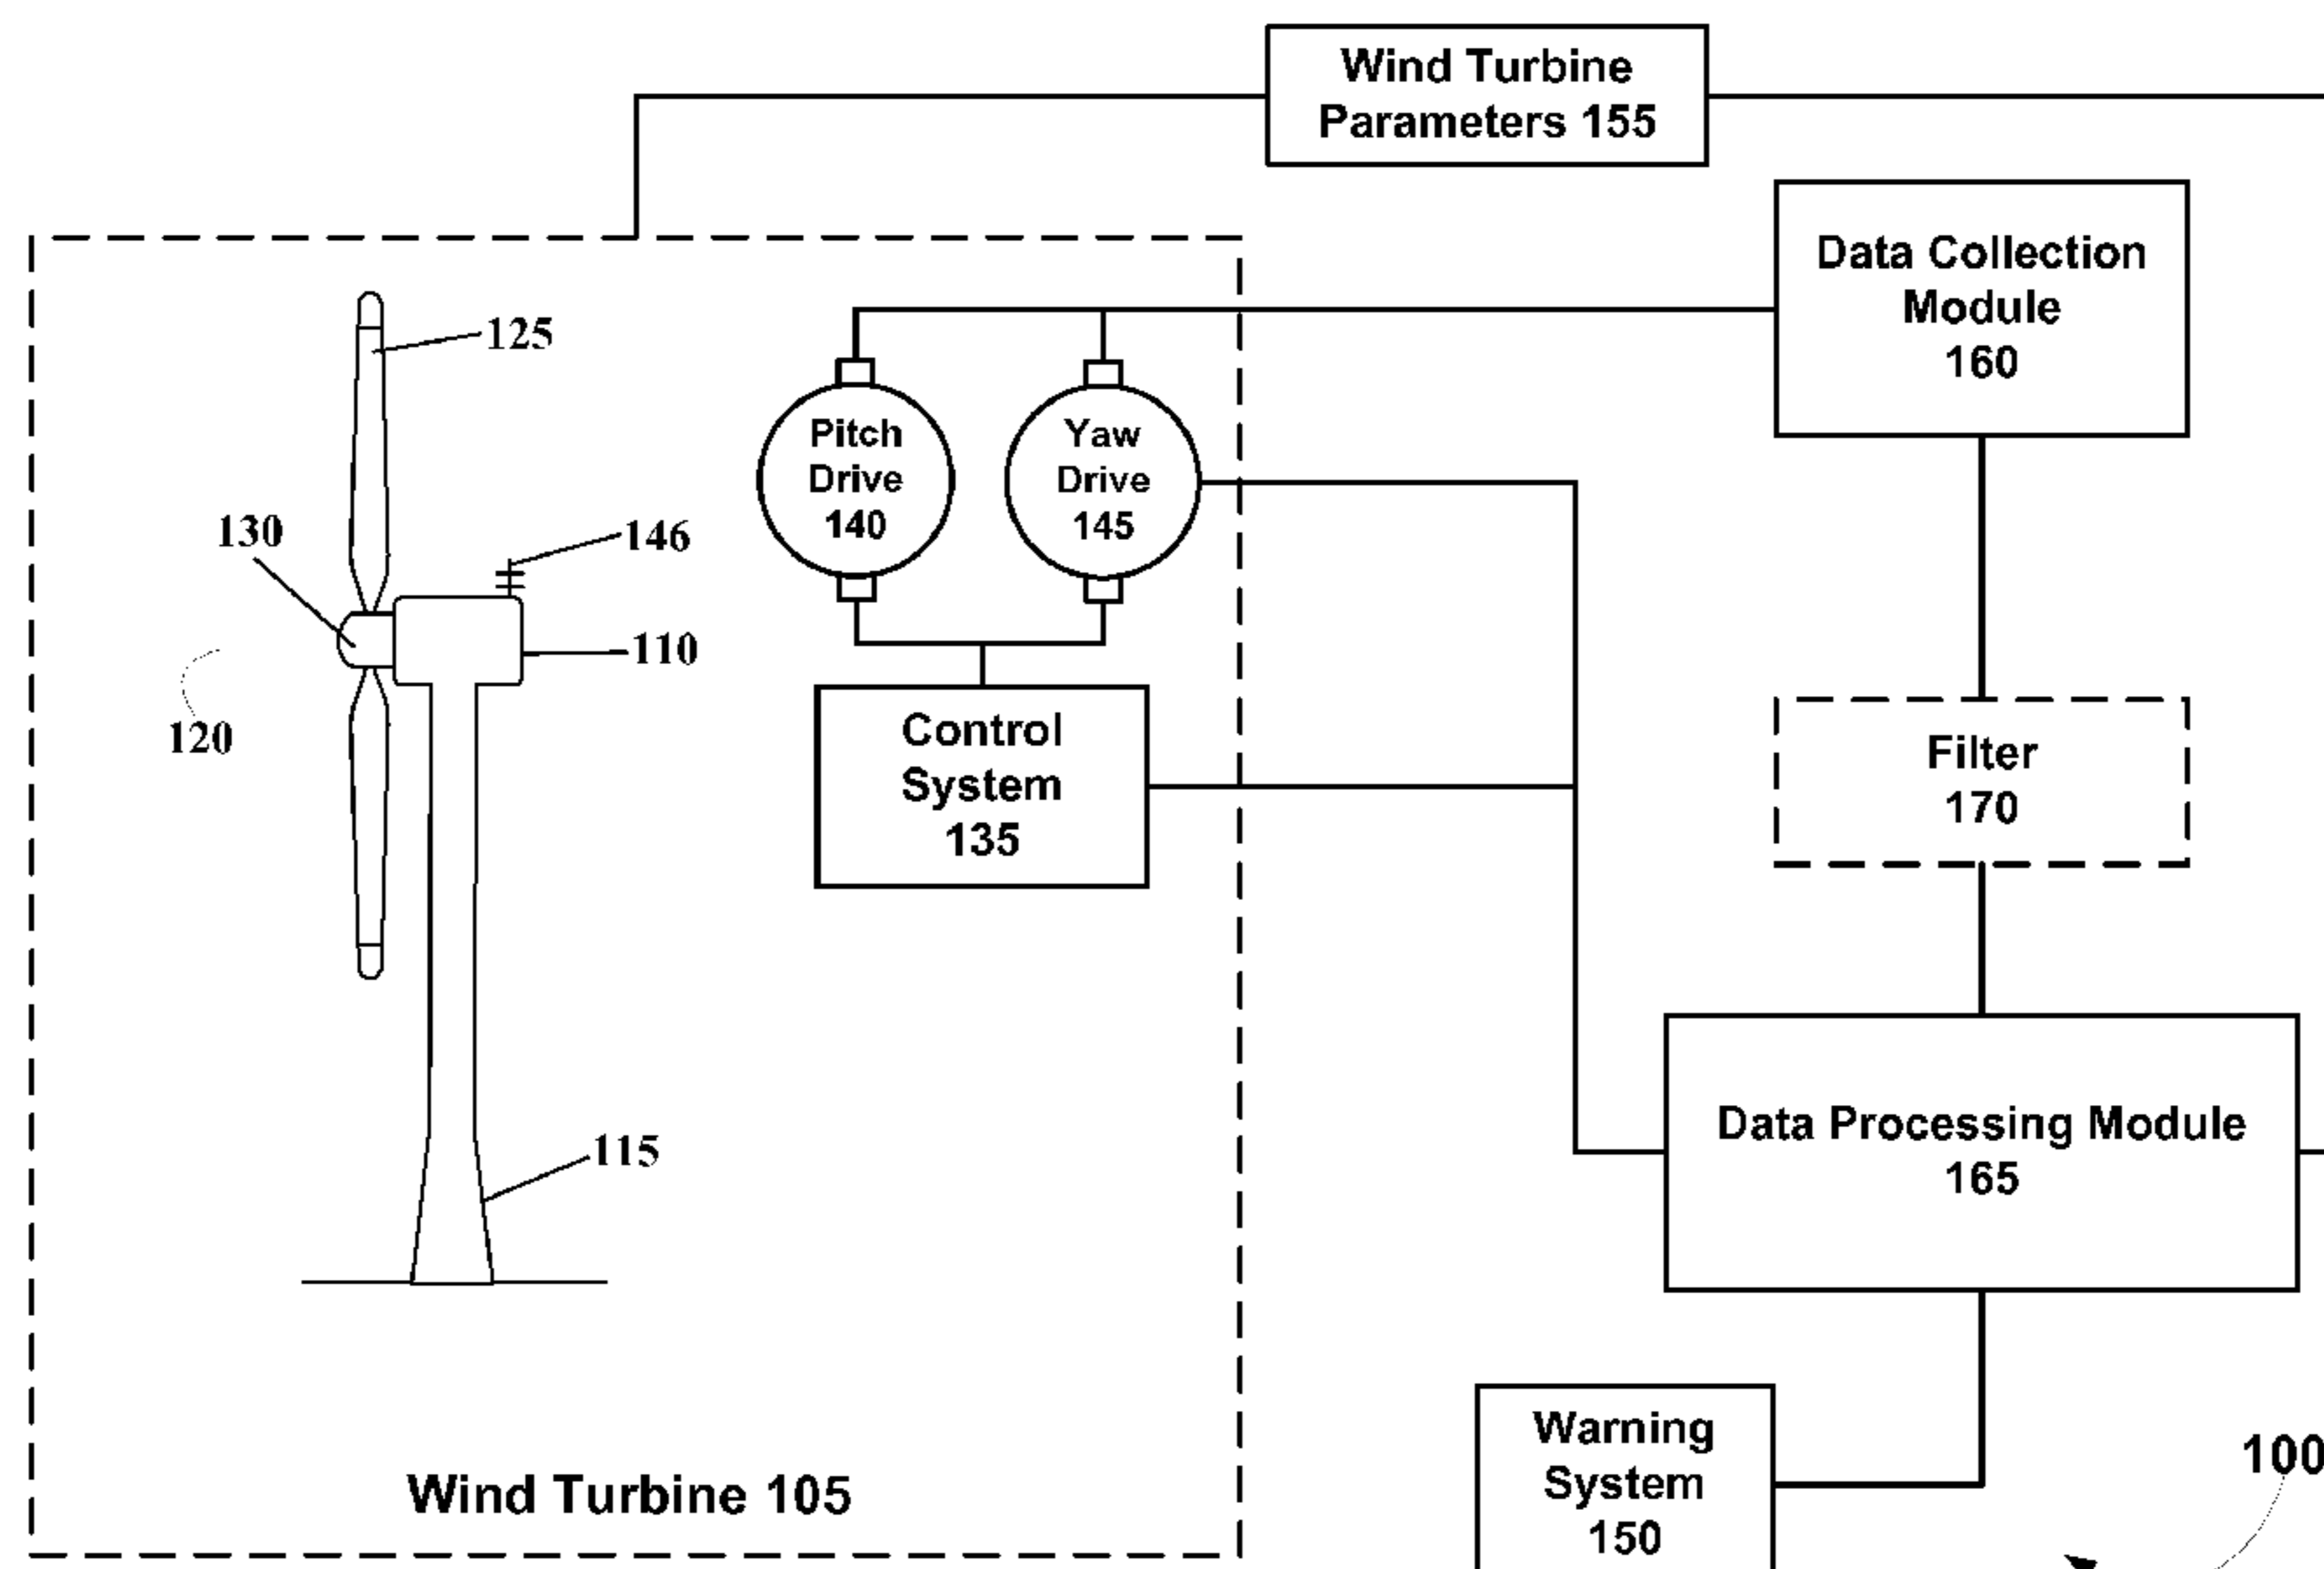 Wind Turbine
Parameters 155
Data Collection
Module
160
125
Pitch
Drive
140
Yaw
Drive
145
130
146
110
120
Control
System
135
Filter
170
115
Data Processing Module
165
Warning
System
150
100
Wind Turbine 105